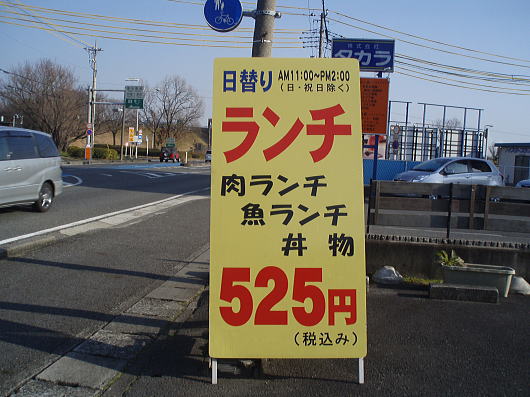 日替り AM11:00~PM2:00
(日・祝日除く)
ランチ
肉ランチ
魚ランチ
丼 物
525円
(税込み)
株式会社
タカラ